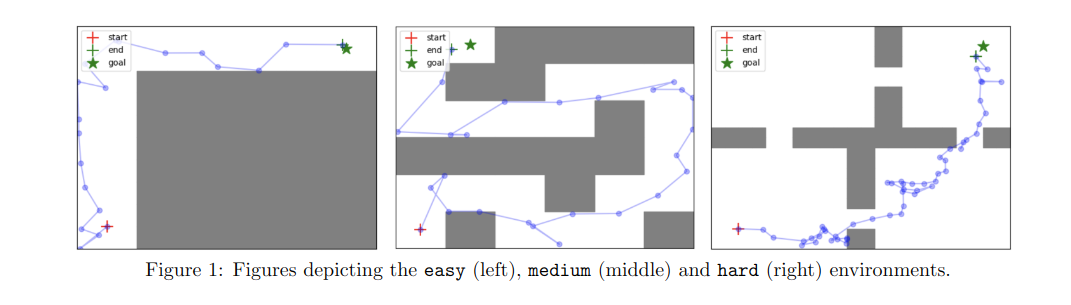 start
end
goal
start
end
goal
start
end
goal
Figure 1: Figures depicting the easy (left), medium (middle) and hard (right) environments.